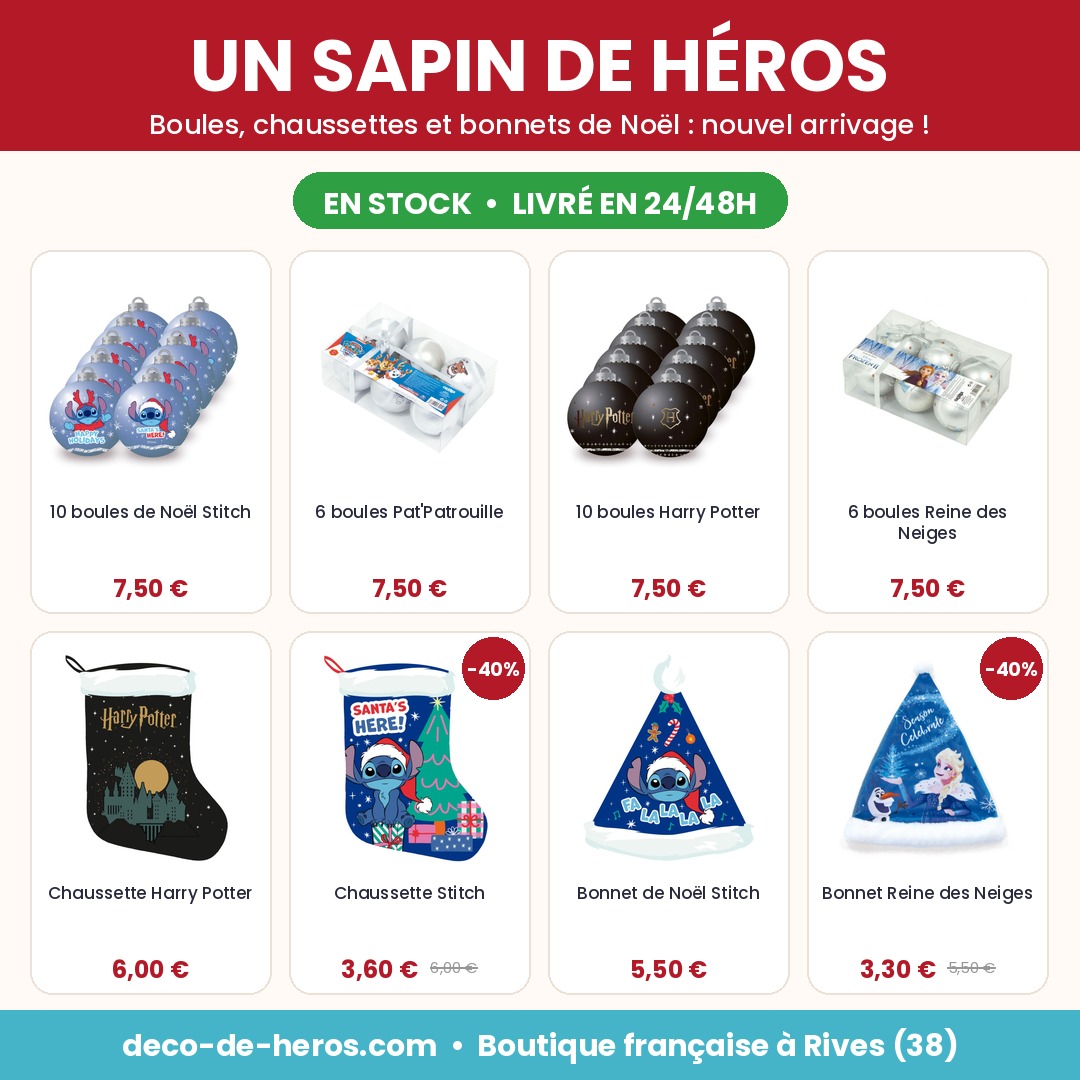 UN SAPIN DE HÉROS
Boules, chaussettes et bonnets de Noël : nouvel arrivage !
EN STOCK • LIVRÉ EN 24/48H
HAPPY
HOLIDAYS
SANTA'S
HERE!
Harry Potter
H
FROZEN II
10 boules de Noël Stitch
6 boules Pat'Patrouille
10 boules Harry Potter
6 boules Reine des
Neiges
7,50 €
7,50 €
7,50 €
7,50 €
Harry Potter
SANTA'S
HERE!
-40%
FA LA LA LA LA
Season
Celebrate
-40%
Chaussette Harry Potter
Chaussette Stitch
Bonnet de Noël Stitch
Bonnet Reine des Neiges
6,00 €
3,60 € 6,00 €
5,50 €
3,30 € 5,50 €
deco-de-heros.com • Boutique française à Rives (38)